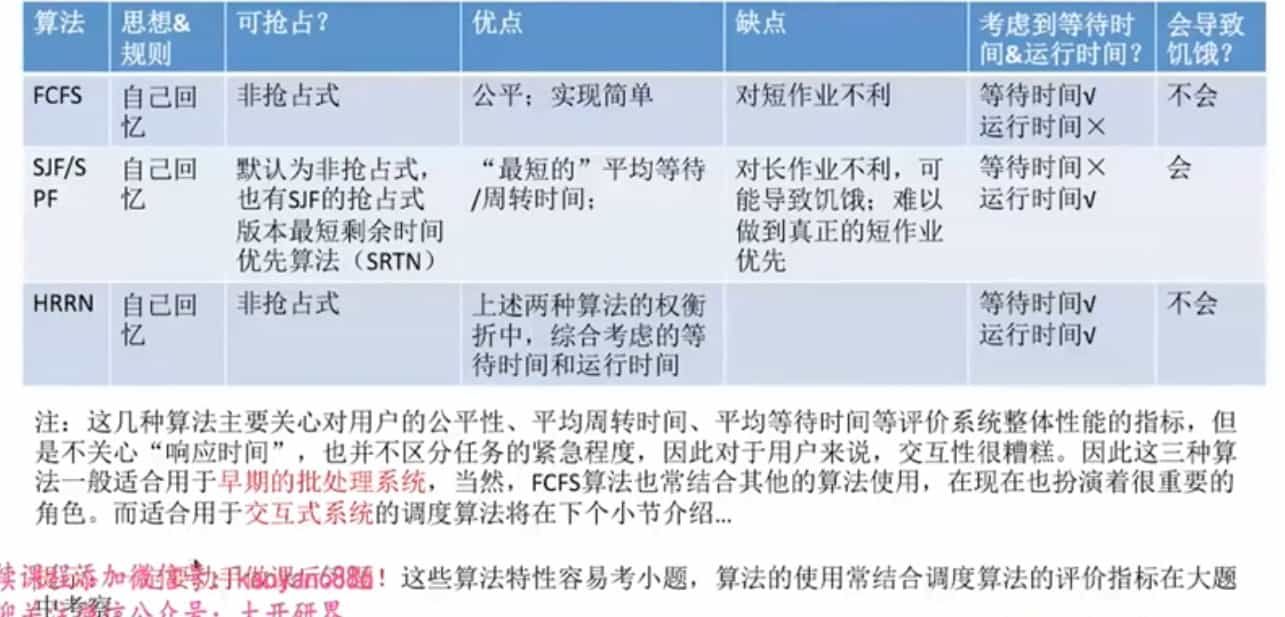 算法 思想& 可抢占？ 优点 缺点 考虑到等待时 会导致
规则 间&运行时间？ 饥饿？
FCFS 自己回 非抢占式 公平；实现简单 对短作业不利 等待时间√ 不会
忆 运行时间×
SJF/S 自己回 默认为非抢占式， “最短的”平均等待 对长作业不利，可 等待时间× 会
PF 忆 也有SJF的抢占式 /周转时间； 能导致饥饿；难以 运行时间√
版本最短剩余时间 做到真正的短作业
优先算法（SRTN） 优先
HRRN 自己回 非抢占式 上述两种算法的权衡 等待时间√ 不会
忆 折中，综合考虑的等 运行时间√
待时间和运行时间
注：这几种算法主要关心对用户的公平性、平均周转时间、平均等待时间等评价系统整体性能的指标，但
是不关心“响应时间”，也并不区分任务的紧急程度，因此对于用户来说，交互性很糟糕。因此这三种算
法一般适合用于早期的批处理系统，当然，FCFS算法也常结合其他的算法使用，在现在也扮演着很重要的
角色。而适合用于交互式系统的调度算法将在下个小节介绍…
续课程添加微信号：kaoyan886！这些算法特性容易考小题，算法的使用常结合调度算法的评价指标在大题
中考察